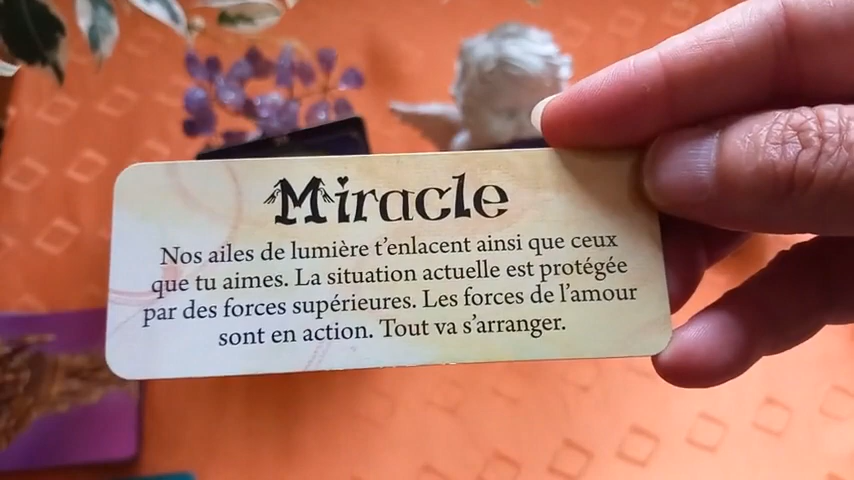 Miracle
Nos ailes de lumière t'enlacent ainsi que ceux
que tu aimes. La situation actuelle est protégée
par des forces supérieures. Les forces de l'amour
sont en action. Tout va s'arranger.